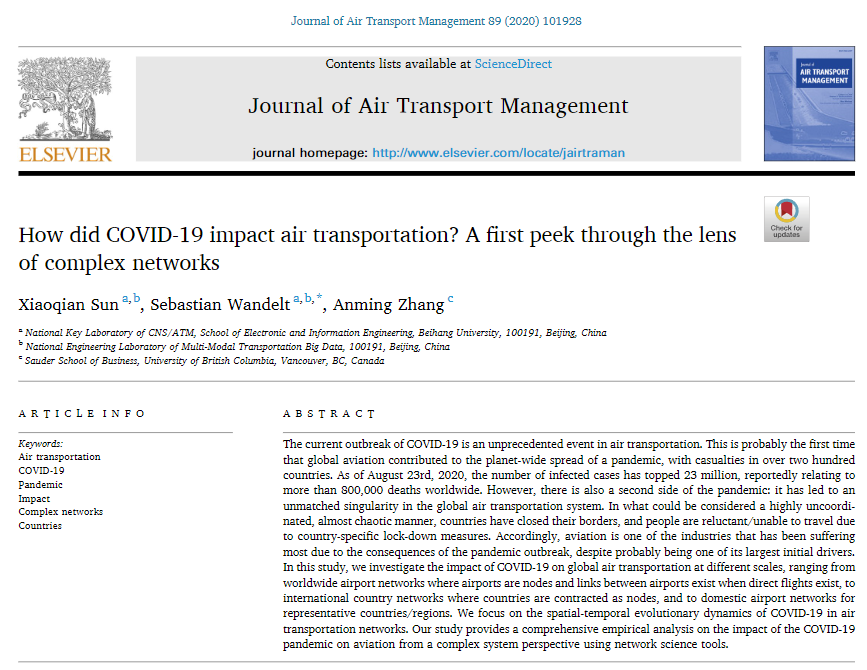 Journal of Air Transport Management 89 (2020) 101928
Contents lists available at ScienceDirect
Journal of Air Transport Management
journal homepage: http://www.elsevier.com/locate/jairtraman
ELSEVIER
Journal of
AIR TRANSPORT
MANAGEMENT
Check for
updates
How did COVID-19 impact air transportation? A first peek through the lens
of complex networks
Xiaoqian Sun a,b, Sebastian Wandelt a,b,*, Anming Zhang c
a National Key Laboratory of CNS/ATM, School of Electronic and Information Engineering, Beihang University, 100191, Beijing, China
b National Engineering Laboratory of Multi-Modal Transportation Big Data, 100191, Beijing, China
c Sauder School of Business, University of British Columbia, Vancouver, BC, Canada
ARTICLE INFO
Keywords:
Air transportation
COVID-19
Pandemic
Impact
Complex networks
Countries
ABSTRACT
The current outbreak of COVID-19 is an unprecedented event in air transportation. This is probably the first time
that global aviation contributed to the planet-wide spread of a pandemic, with casualties in over two hundred
countries. As of August 23rd, 2020, the number of infected cases has topped 23 million, reportedly relating to
more than 800,000 deaths worldwide. However, there is also a second side of the pandemic: it has led to an
unmatched singularity in the global air transportation system. In what could be considered a highly uncoordi-
nated, almost chaotic manner, countries have closed their borders, and people are reluctant/unable to travel due
to country-specific lock-down measures. Accordingly, aviation is one of the industries that has been suffering
most due to the consequences of the pandemic outbreak, despite probably being one of its largest initial drivers.
In this study, we investigate the impact of COVID-19 on global air transportation at different scales, ranging from
worldwide airport networks where airports are nodes and links between airports exist when direct flights exist, to
international country networks where countries are contracted as nodes, and to domestic airport networks for
representative countries/regions. We focus on the spatial-temporal evolutionary dynamics of COVID-19 in air
transportation networks. Our study provides a comprehensive empirical analysis on the impact of the COVID-19
pandemic on aviation from a complex system perspective using network science tools.